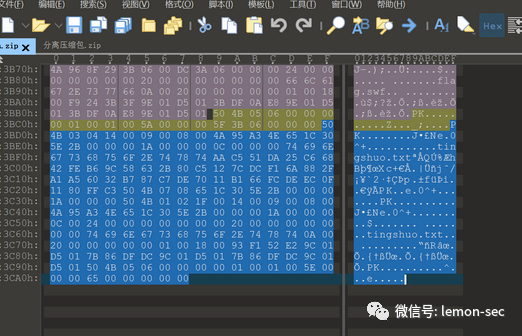 文件(F) 编辑(E) 搜索(S) 视图(V) 格式(O) 脚本(I) 模板(L) 调试(D)
Hex
.zip × 分离压缩包.zip
0 1 2 3 4 5 6 7 8 9 A B C D E F 0123456789ABCDEF
3B70h: 4A 96 8F 29 3B 06 00 DC 3A 06 08 00 24 00 00
3B80h: 00 00 00 00 20 00 00 00 00 00 00 00 66 6C 61
3B90h: 67 2E 73 77 66 0A 00 20 00 00 00 00 00 01 00 18
3BA0h: 00 F9 24 3B 3F 9E 01 D5 01 3B DF 0A E8 9E 01 D5
3BB0h: 01 3B DF 0A E8 9E 01 D5 01 50 4B 05 06 00 00 00
3BC0h: 00 01 00 01 00 5A 00 00 00 5F 3B 06 00 00 00 50
3BD0h: 4B 03 04 14 00 09 00 08 00 4A 95 A3 4E 65 1C 30
3BE0h: 5E 2B 00 00 00 1A 00 00 00 0C 00 00 00 74 69 6E
3BF0h: 67 73 68 75 6F 2E 74 78 74 AA C5 51 DA 25 C6 68
3C00h: 42 FE B6 9C 58 63 2B 80 C5 12 7C DC F1 6A 88 2F
3C10h: A1 A5 60 32 B7 87 C7 DE 70 11 B1 66 FC DE EC 08
3C20h: 11 80 FF C3 50 4B 07 08 65 1C 30 5E 2B 00 00 00
3C30h: 1A 00 00 00 50 4B 01 02 1F 00 14 00 09 00 08 00
3C40h: 4A 95 A3 4E 65 1C 30 5E 2B 00 00 00 1A 00 00 00
3C50h: 0C 00 24 00 00 00 00 00 00 00 20 00 00 00 00 00
3C60h: 00 00 74 69 6E 67 73 68 75 6F 2E 74 78 74 0A 00
3C70h: 20 00 00 00 00 00 01 00 18 00 93 F1 52 E2 9C 01
3C80h: D5 01 7B 86 DF DC 9C 01 D5 01 7B 86 DF DC 9C 01
3C90h: D5 01 50 4B 05 06 00 00 00 00 01 00 01 00 5E 00
3CA0h: 00 00 65 00 00 00 00 00
微信号: lemon-sec